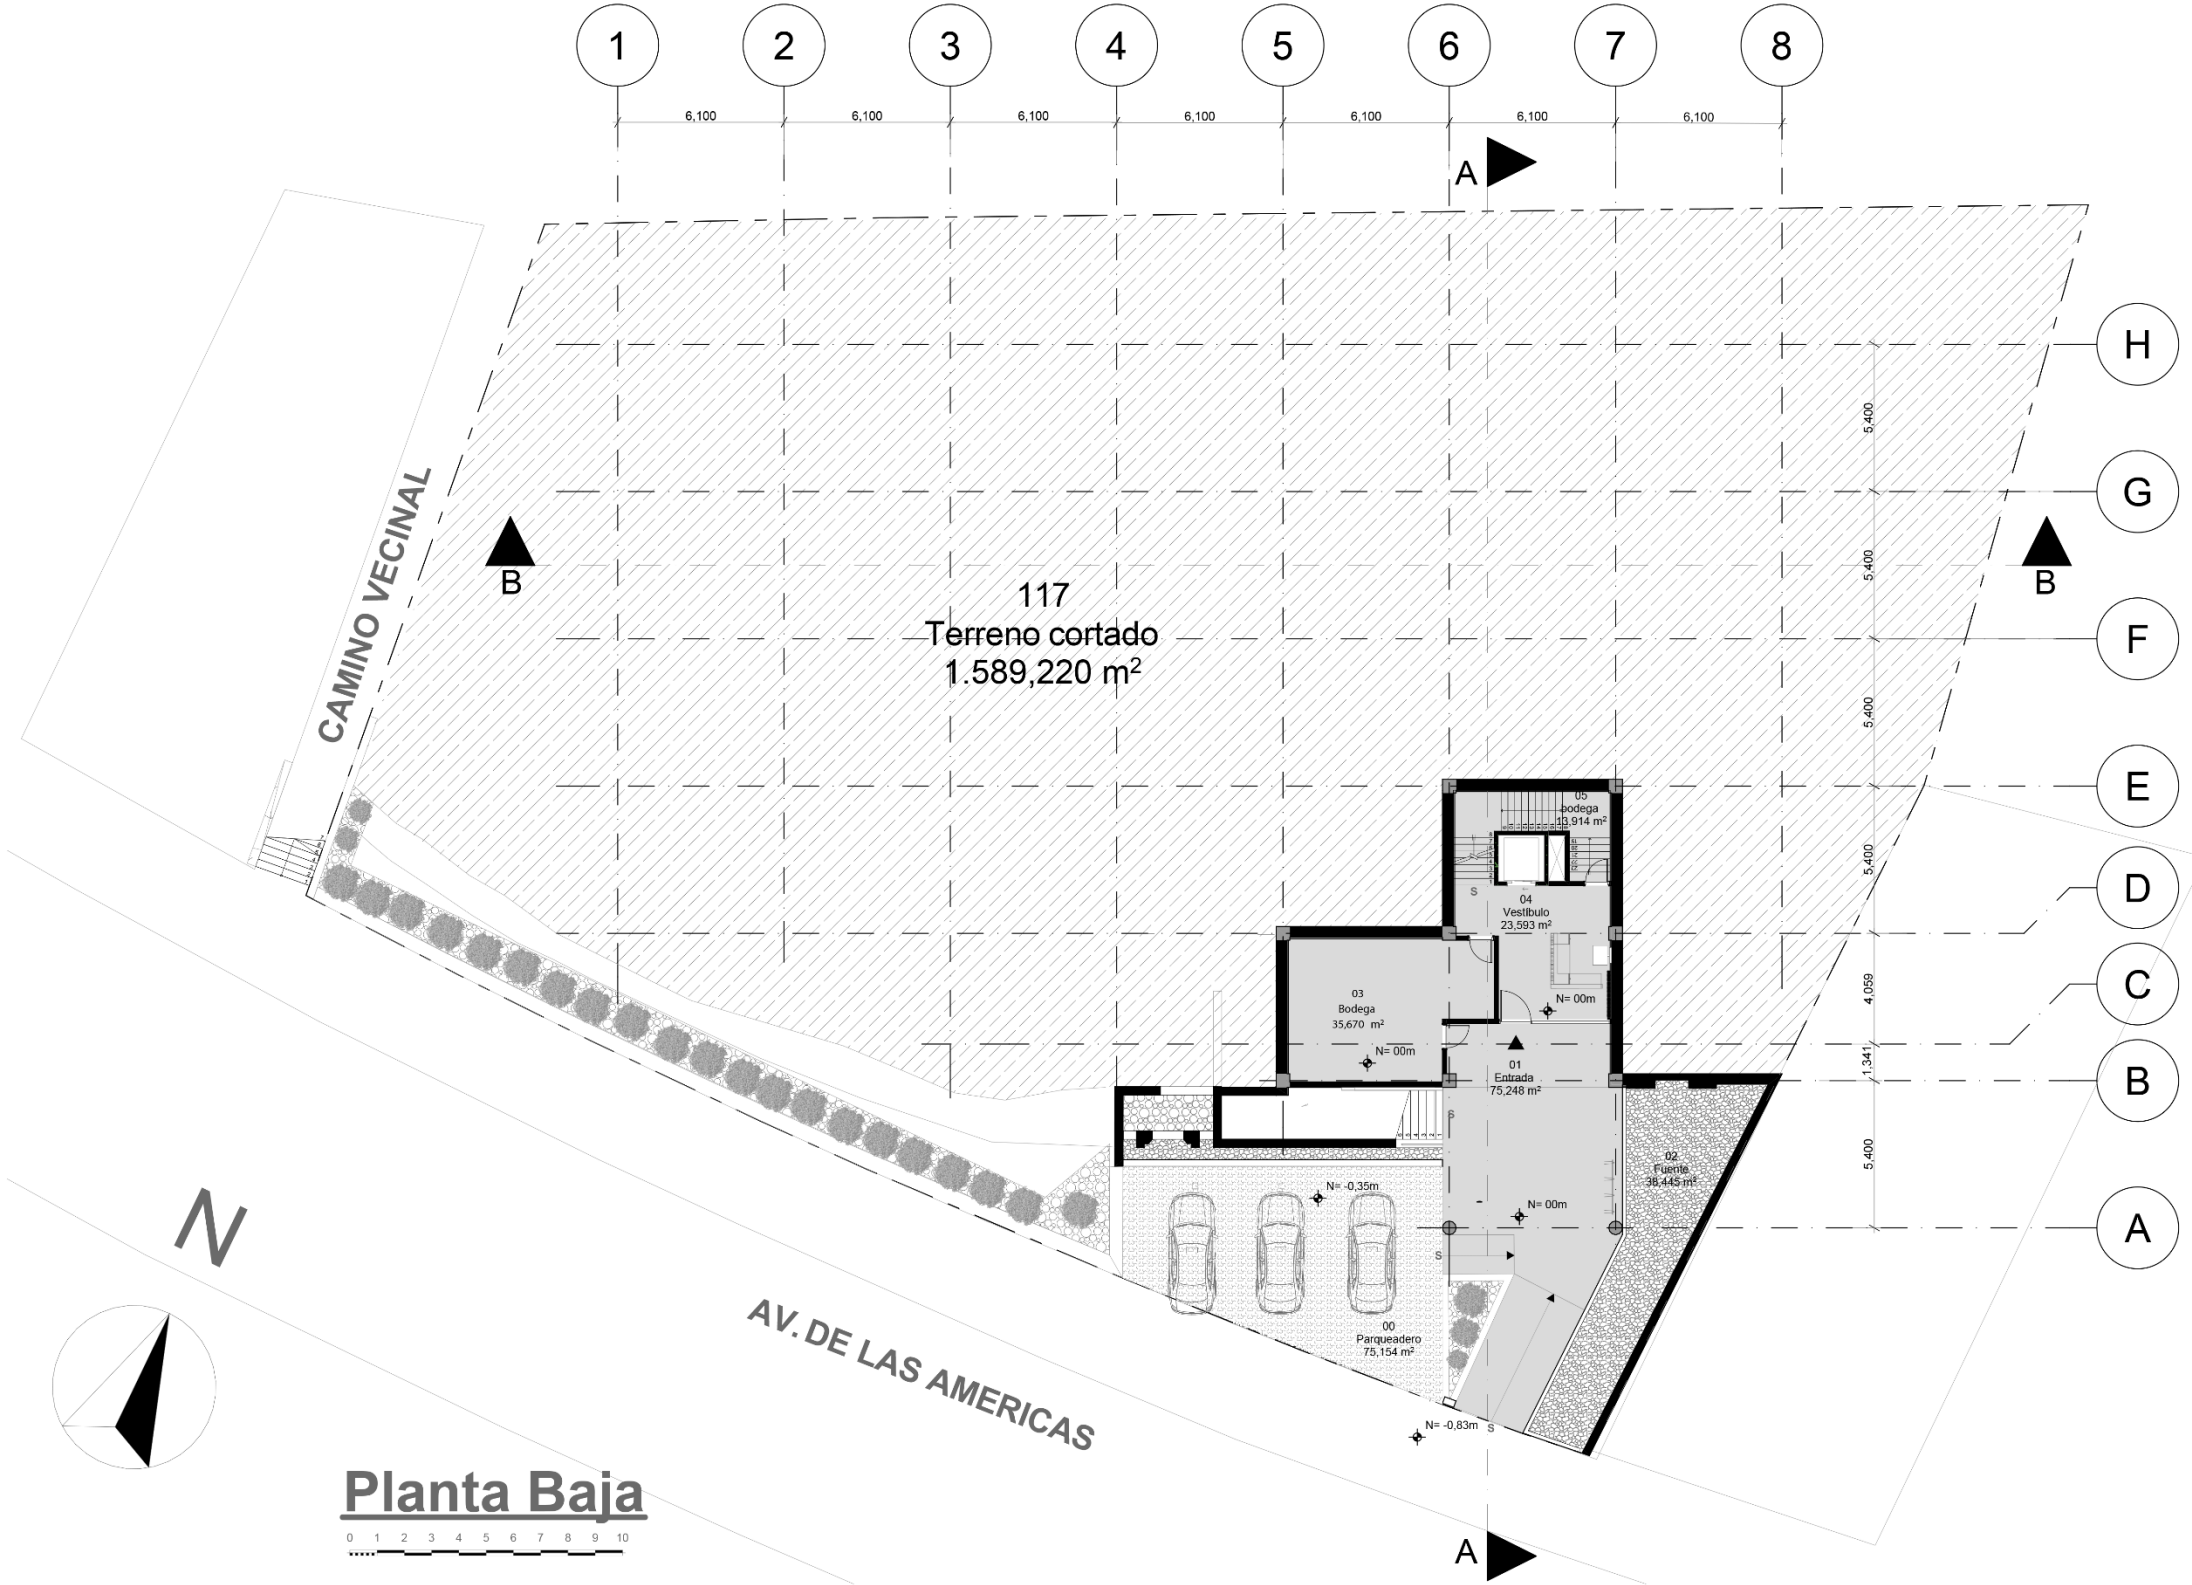 1 2 3 4 5 6 7 8
6,100 6,100 6,100 6,100 6,100 6,100 6,100
A
H
5,400
G
5,400
B
B
CAMINO VECINAL
117
Terreno cortado
1.589,220 m²
F
5,400
E
05
bodega
13,914 m²
5,400
D
S
04
Vestíbulo
23,593 m²
C
4,059
03
Bodega
35,670 m²
N= 00m
N= 00m
1,341
01
Entrada
75,248 m²
B
S
5,400
02
Fuente
38,445 m²
N= -0,35m
N= 00m
A
S
00
Parqueadero
75,154 m²
N= -0,83m
S
N
AV. DE LAS AMERICAS
Planta Baja
0 1 2 3 4 5 6 7 8 9 10
A